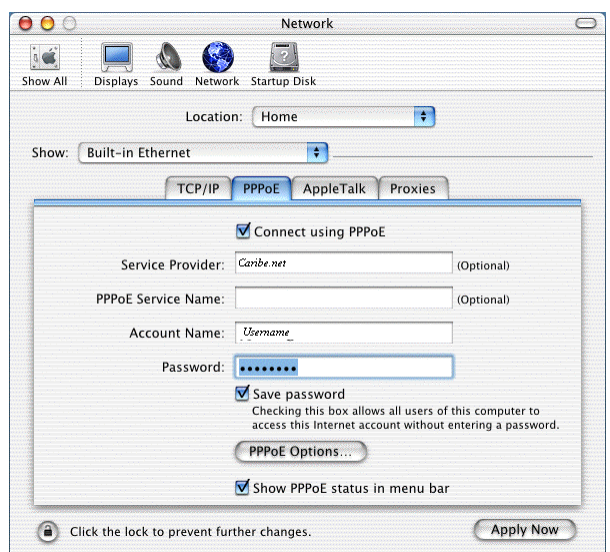 Network
Show All Displays Sound Network Startup Disk
Location: Home
Show: Built-in Ethernet
TCP/IP PPPoE AppleTalk Proxies
Connect using PPPoE
Service Provider: Caribe.net (Optional)
PPPoE Service Name: (Optional)
Account Name: Username
Password: ••••••••
Save password
Checking this box allows all users of this computer to
access this Internet account without entering a password.
PPPoE Options...
Show PPPoE status in menu bar
Click the lock to prevent further changes. Apply Now